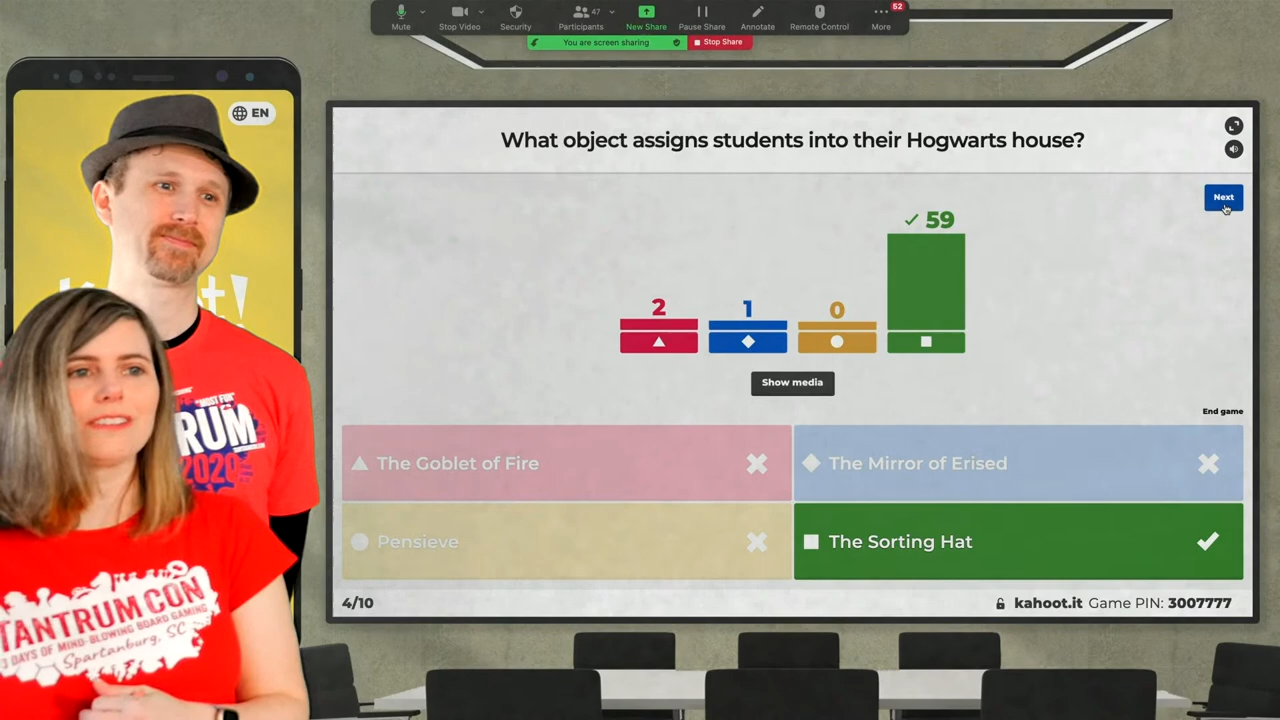 Mute
Stop Video
Security
Participants
47
New Share
Pause Share
Annotate
Remote Control
52
More
You are screen sharing
Stop Share
EN
What object assigns students into their Hogwarts house?
Next
2
1
0
59
Show media
End game
The Goblet of Fire
The Mirror of Erised
Pensieve
The Sorting Hat
4/10
kahoot.it Game PIN: 3007777
"MOST FUN"
RUM
2020
TANTRUM CON
3 DAYS OF MIND-BLOWING BOARD GAMING
Spartanburg, SC